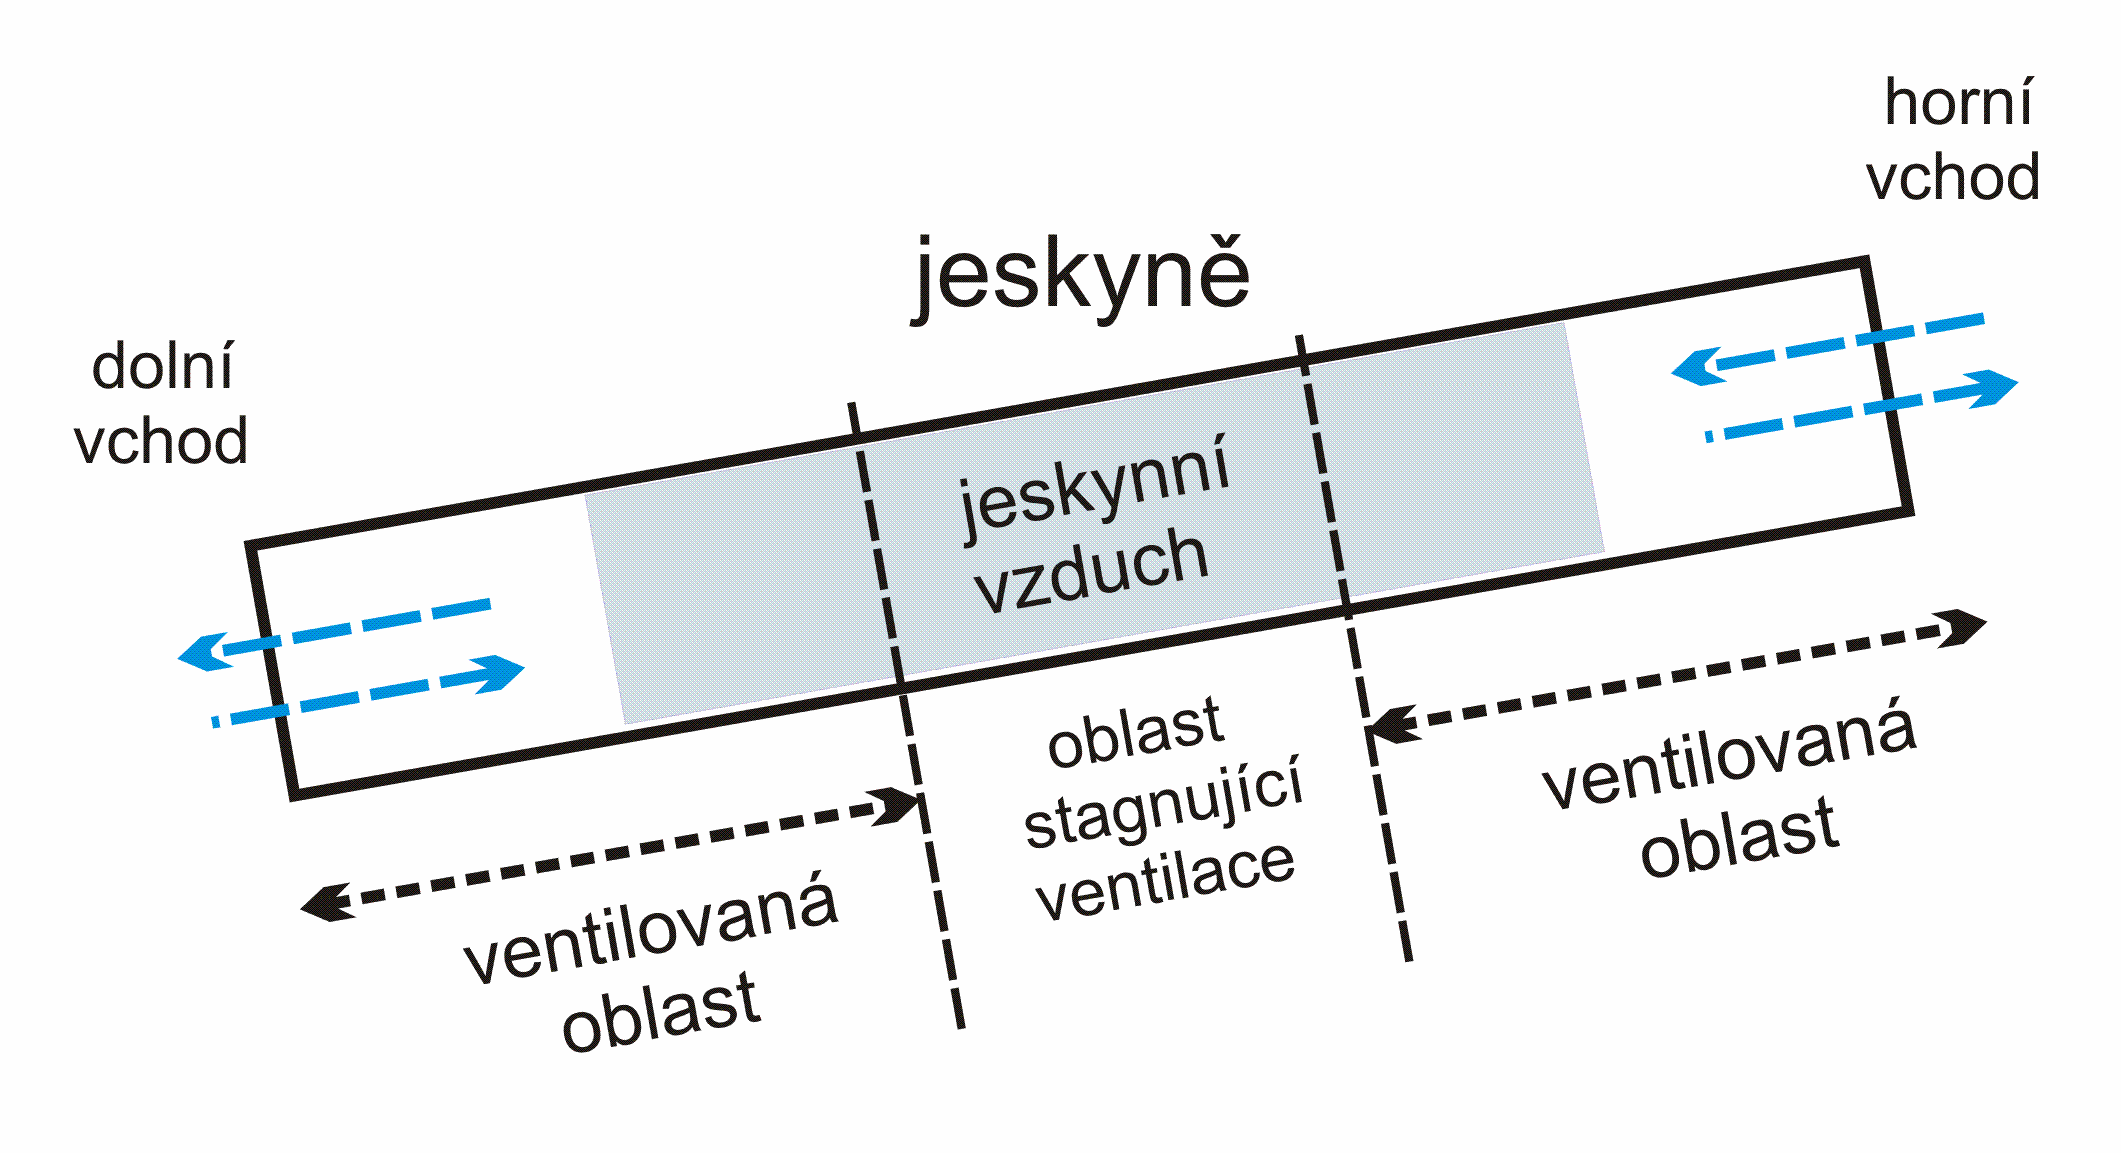 horní
vchod
jeskyně
dolní
vchod
jeskynní
vzduch
oblast
stagnující
ventilace
ventilovaná
oblast
ventilovaná
oblast